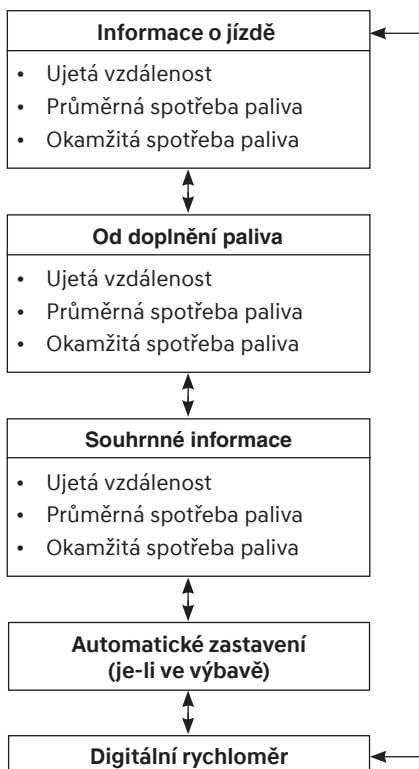 Informace o jízdě
• Ujetá vzdálenost
• Průměrná spotřeba paliva
• Okamžitá spotřeba paliva
Od doplnění paliva
• Ujetá vzdálenost
• Průměrná spotřeba paliva
• Okamžitá spotřeba paliva
Souhrnné informace
• Ujetá vzdálenost
• Průměrná spotřeba paliva
• Okamžitá spotřeba paliva
Automatické zastavení
(je-li ve výbavě)
Digitální rychloměr